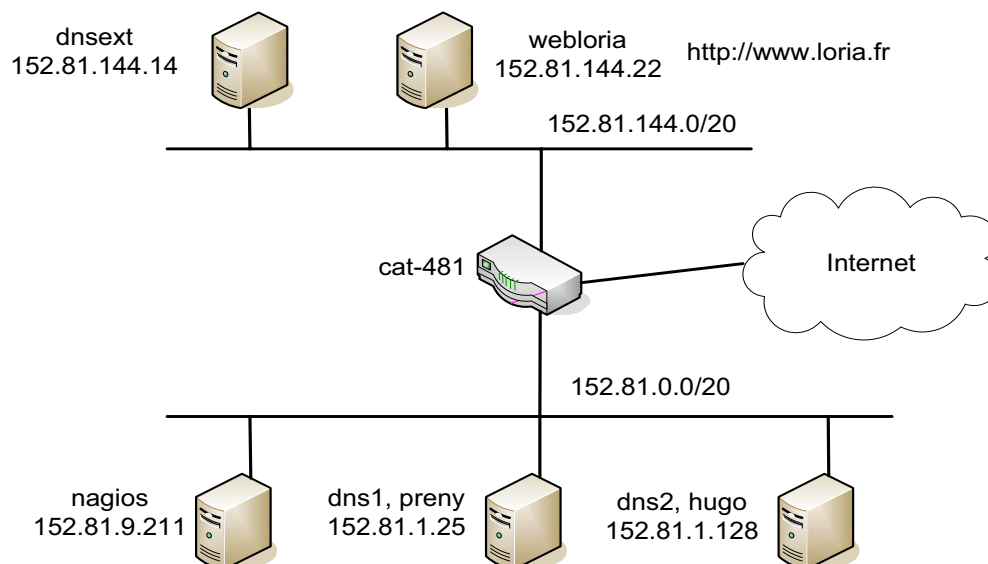 dnsext
152.81.144.14
webloria
152.81.144.22
http://www.loria.fr
152.81.144.0/20
cat-481
Internet
152.81.0.0/20
nagios
152.81.9.211
dns1, preny
152.81.1.25
dns2, hugo
152.81.1.128